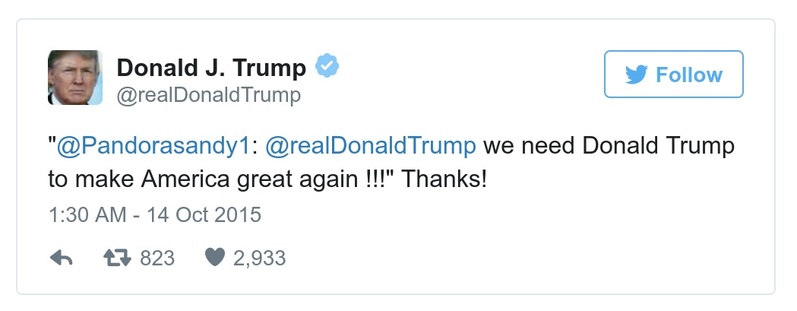 Donald J. Trump
@realDonaldTrump
Follow
"@Pandorasandy1: @realDonaldTrump we need Donald Trump
to make America great again !!!" Thanks!
1:30 AM - 14 Oct 2015
823 2,933